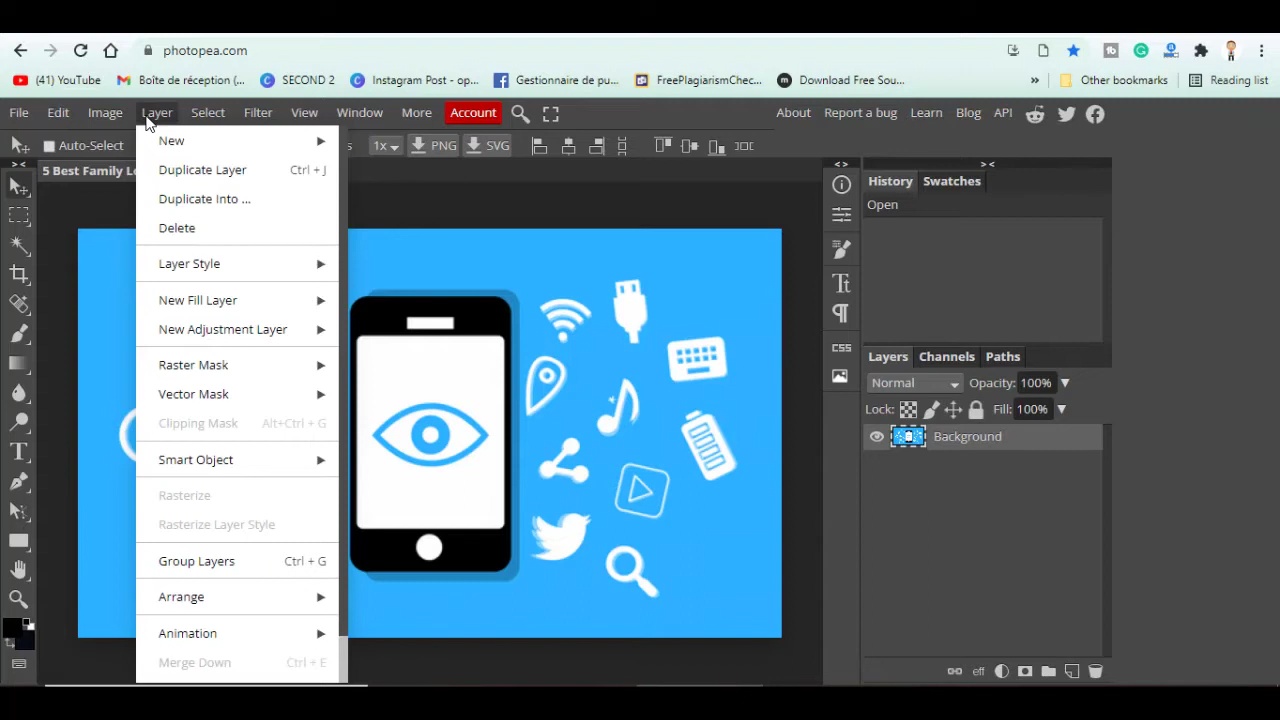 photopea.com
(41) YouTube Boîte de réception (... SECOND 2 Instagram Post - op... Gestionnaire de pu... FreePlagiarismChec... Download Free Sou... » Other bookmarks Reading list
File Edit Image Layer Select Filter View Window More Account About Report a bug Learn Blog API
Auto-Select s 1x PNG SVG
5 Best Family Lo
New
Duplicate Layer Ctrl + J
Duplicate Into ...
Delete
Layer Style
New Fill Layer
New Adjustment Layer
Raster Mask
Vector Mask
Clipping Mask Alt+Ctrl + G
Smart Object
Rasterize
Rasterize Layer Style
Group Layers Ctrl + G
Arrange
Animation
Merge Down Ctrl + E
CSS
History Swatches
Open
Layers Channels Paths
Normal Opacity: 100%
Lock: Fill: 100%
Background
eff